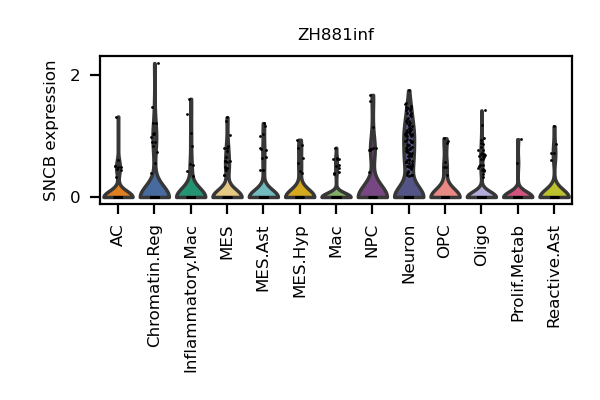 ZH881inf
SNCB expression
2
0
AC
Chromatin.Reg
Inflammatory.Mac
MES
MES.Ast
MES.Hyp
Mac
NPC
Neuron
OPC
Oligo
Prolif.Metab
Reactive.Ast